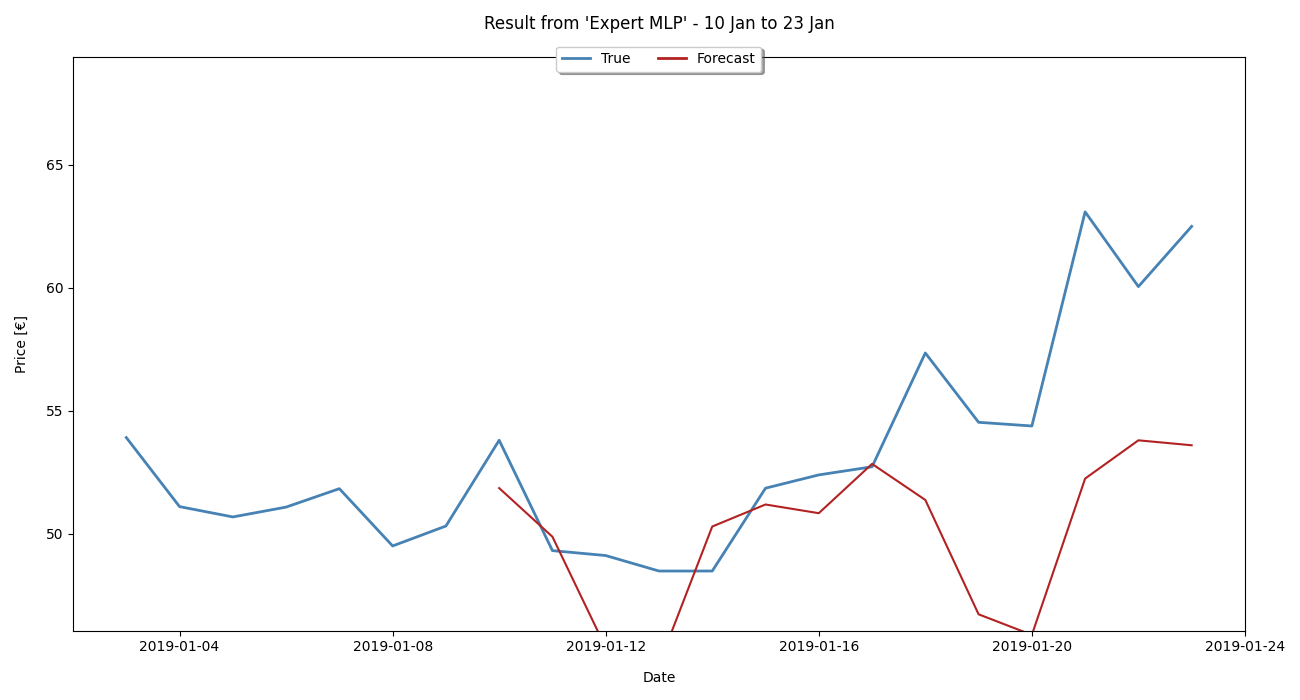 Result from 'Expert MLP' - 10 Jan to 23 Jan
True Forecast
65
60
55
50
Price [€]
2019-01-04 2019-01-08 2019-01-12 2019-01-16 2019-01-20 2019-01-24
Date